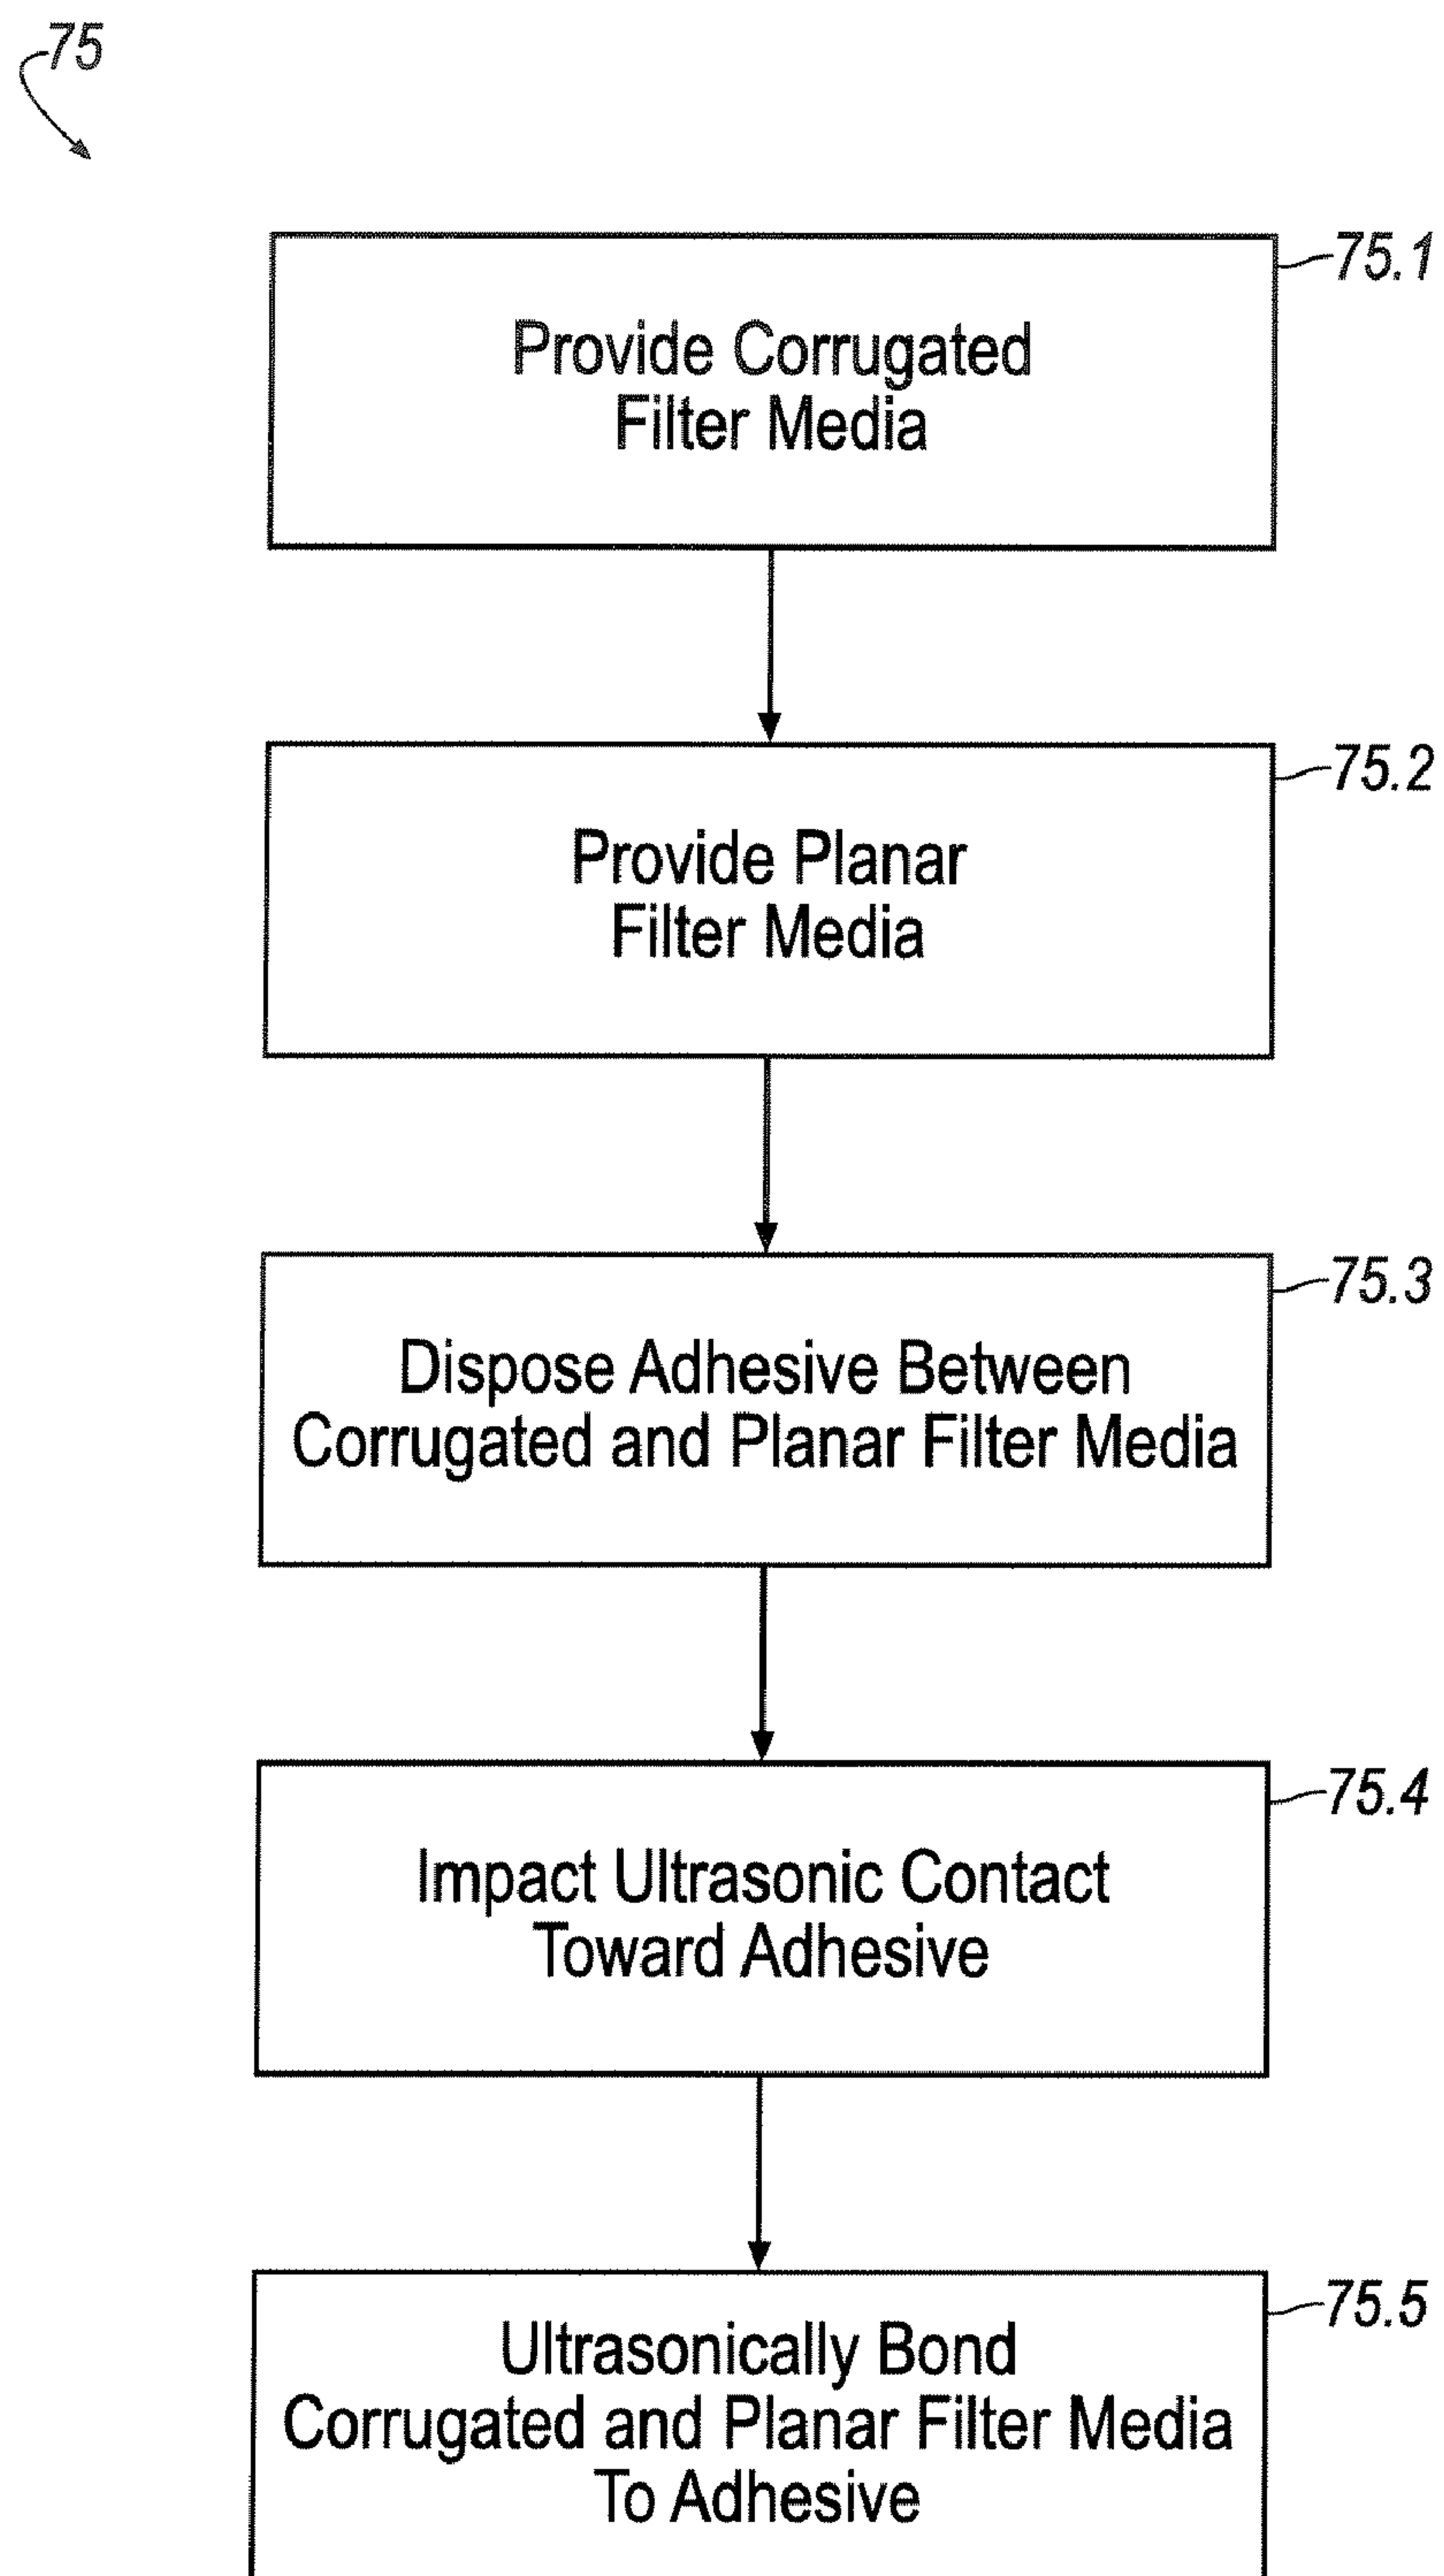 75
75.1
Provide Corrugated
Filter Media
75.2
Provide Planar
Filter Media
75.3
Dispose Adhesive Between
Corrugated and Planar Filter Media
75.4
Impact Ultrasonic Contact
Toward Adhesive
75.5
Ultrasonically Bond
Corrugated and Planar Filter Media
To Adhesive